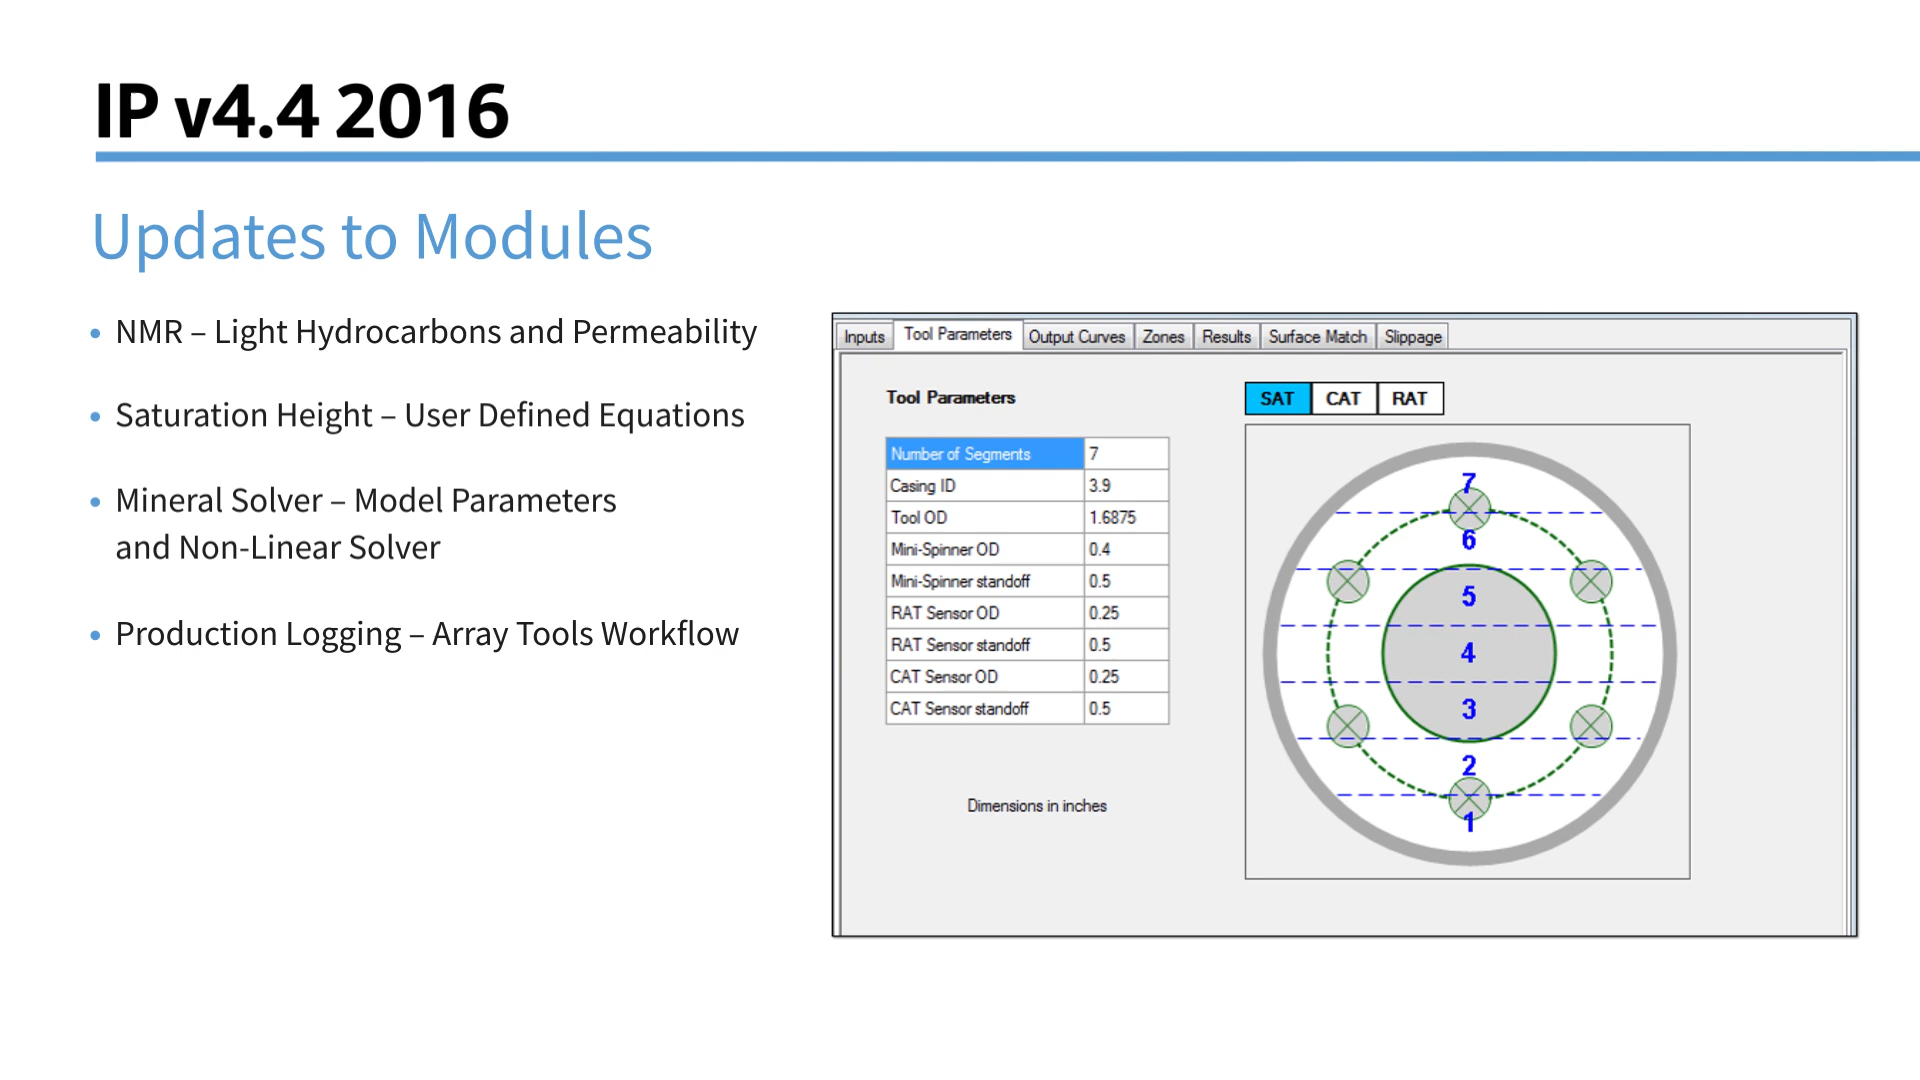 IP v4.4 2016
Updates to Modules
• NMR – Light Hydrocarbons and Permeability
• Saturation Height – User Defined Equations
• Mineral Solver – Model Parameters
and Non-Linear Solver
• Production Logging – Array Tools Workflow
Inputs Tool Parameters Output Curves Zones Results Surface Match Slippage
Tool Parameters
Number of Segments 7
Casing ID 3.9
Tool OD 1.6875
Mini-Spinner OD 0.4
Mini-Spinner standoff 0.5
RAT Sensor OD 0.25
RAT Sensor standoff 0.5
CAT Sensor OD 0.25
CAT Sensor standoff 0.5
Dimensions in inches
SAT CAT RAT
7
6
5
4
3
2
1